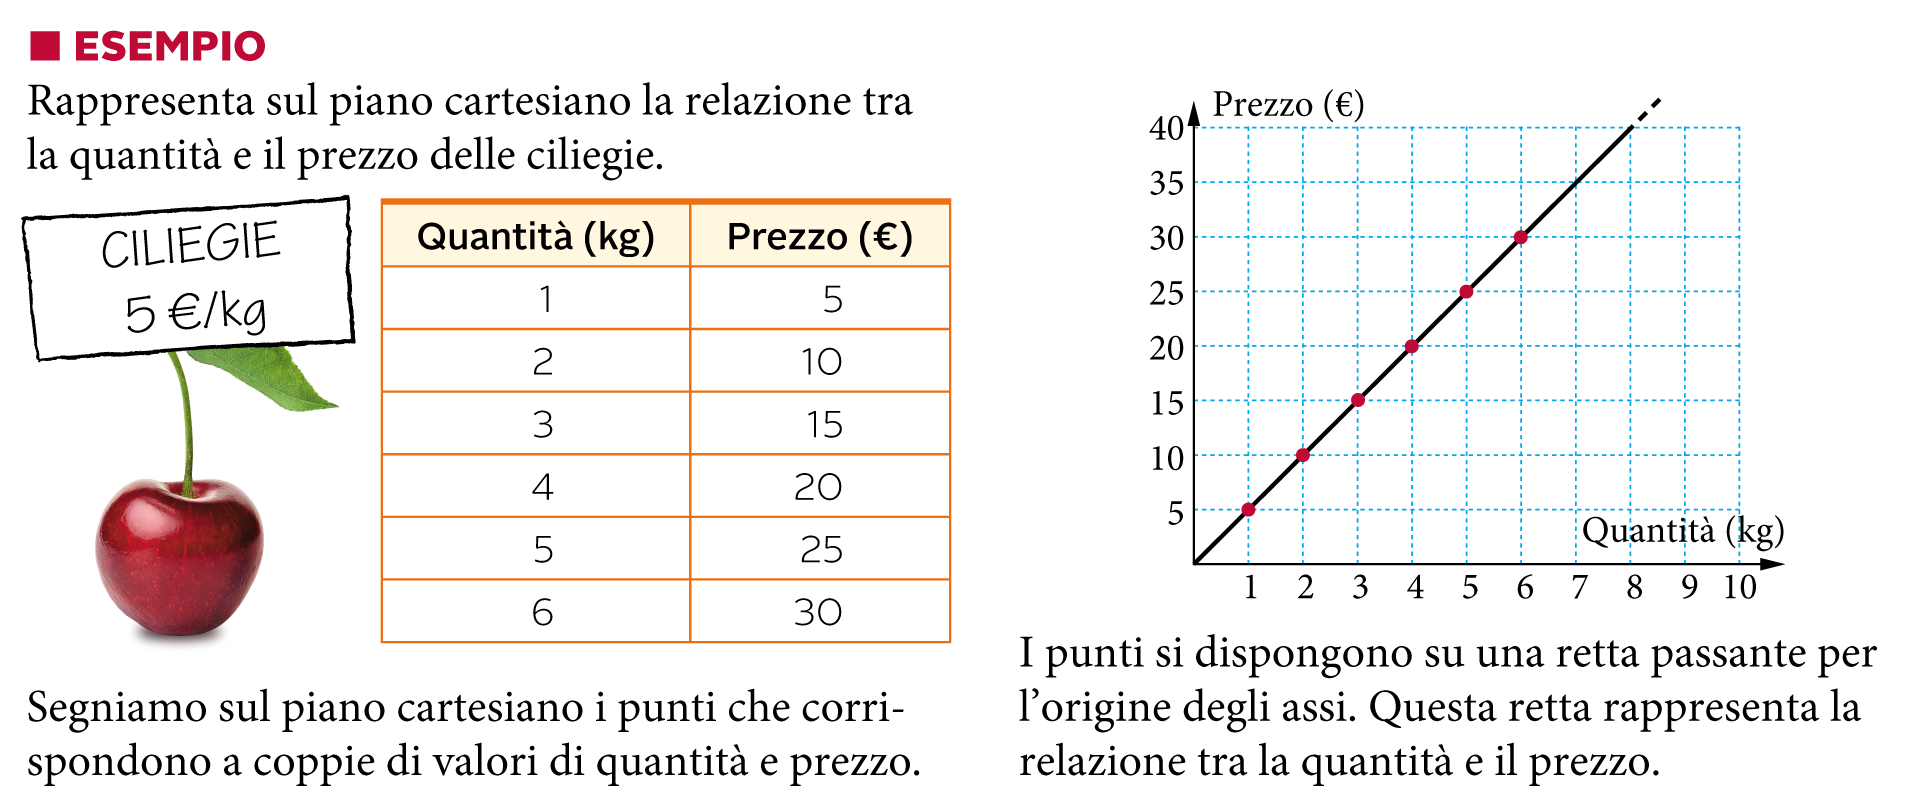 ESEMPIO
Rappresenta sul piano cartesiano la relazione tra
la quantità e il prezzo delle ciliegie.
CILIEGIE
5 €/kg
Quantità (kg) Prezzo (€)
1 5
2 10
3 15
4 20
5 25
6 30
Segniamo sul piano cartesiano i punti che corri-
spondono a coppie di valori di quantità e prezzo.
Prezzo (€)
40
35
30
25
20
15
10
5
Quantità (kg)
1 2 3 4 5 6 7 8 9 10
I punti si dispongono su una retta passante per
l’origine degli assi. Questa retta rappresenta la
relazione tra la quantità e il prezzo.